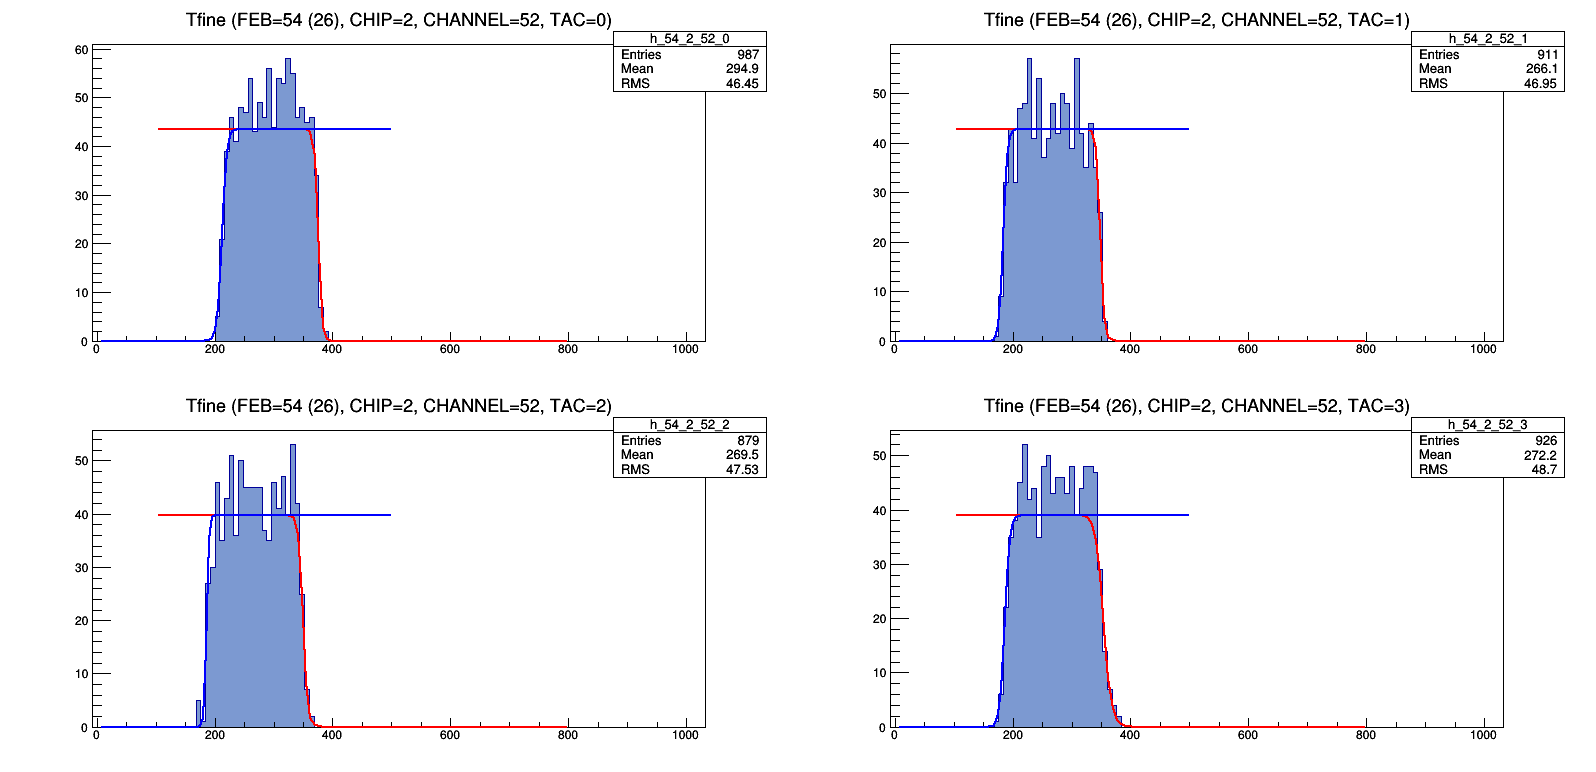 Tfine (FEB=54 (26), CHIP=2, CHANNEL=52, TAC=0)
h_54_2_52_0
Entries 987
Mean 294.9
RMS 46.45
60
50
40
30
20
10
0
0 200 400 600 800 1000
Tfine (FEB=54 (26), CHIP=2, CHANNEL=52, TAC=1)
h_54_2_52_1
Entries 911
Mean 266.1
RMS 46.95
50
40
30
20
10
0
0 200 400 600 800 1000
Tfine (FEB=54 (26), CHIP=2, CHANNEL=52, TAC=2)
h_54_2_52_2
Entries 879
Mean 269.5
RMS 47.53
50
40
30
20
10
0
0 200 400 600 800 1000
Tfine (FEB=54 (26), CHIP=2, CHANNEL=52, TAC=3)
h_54_2_52_3
Entries 926
Mean 272.2
RMS 48.7
50
40
30
20
10
0
0 200 400 600 800 1000